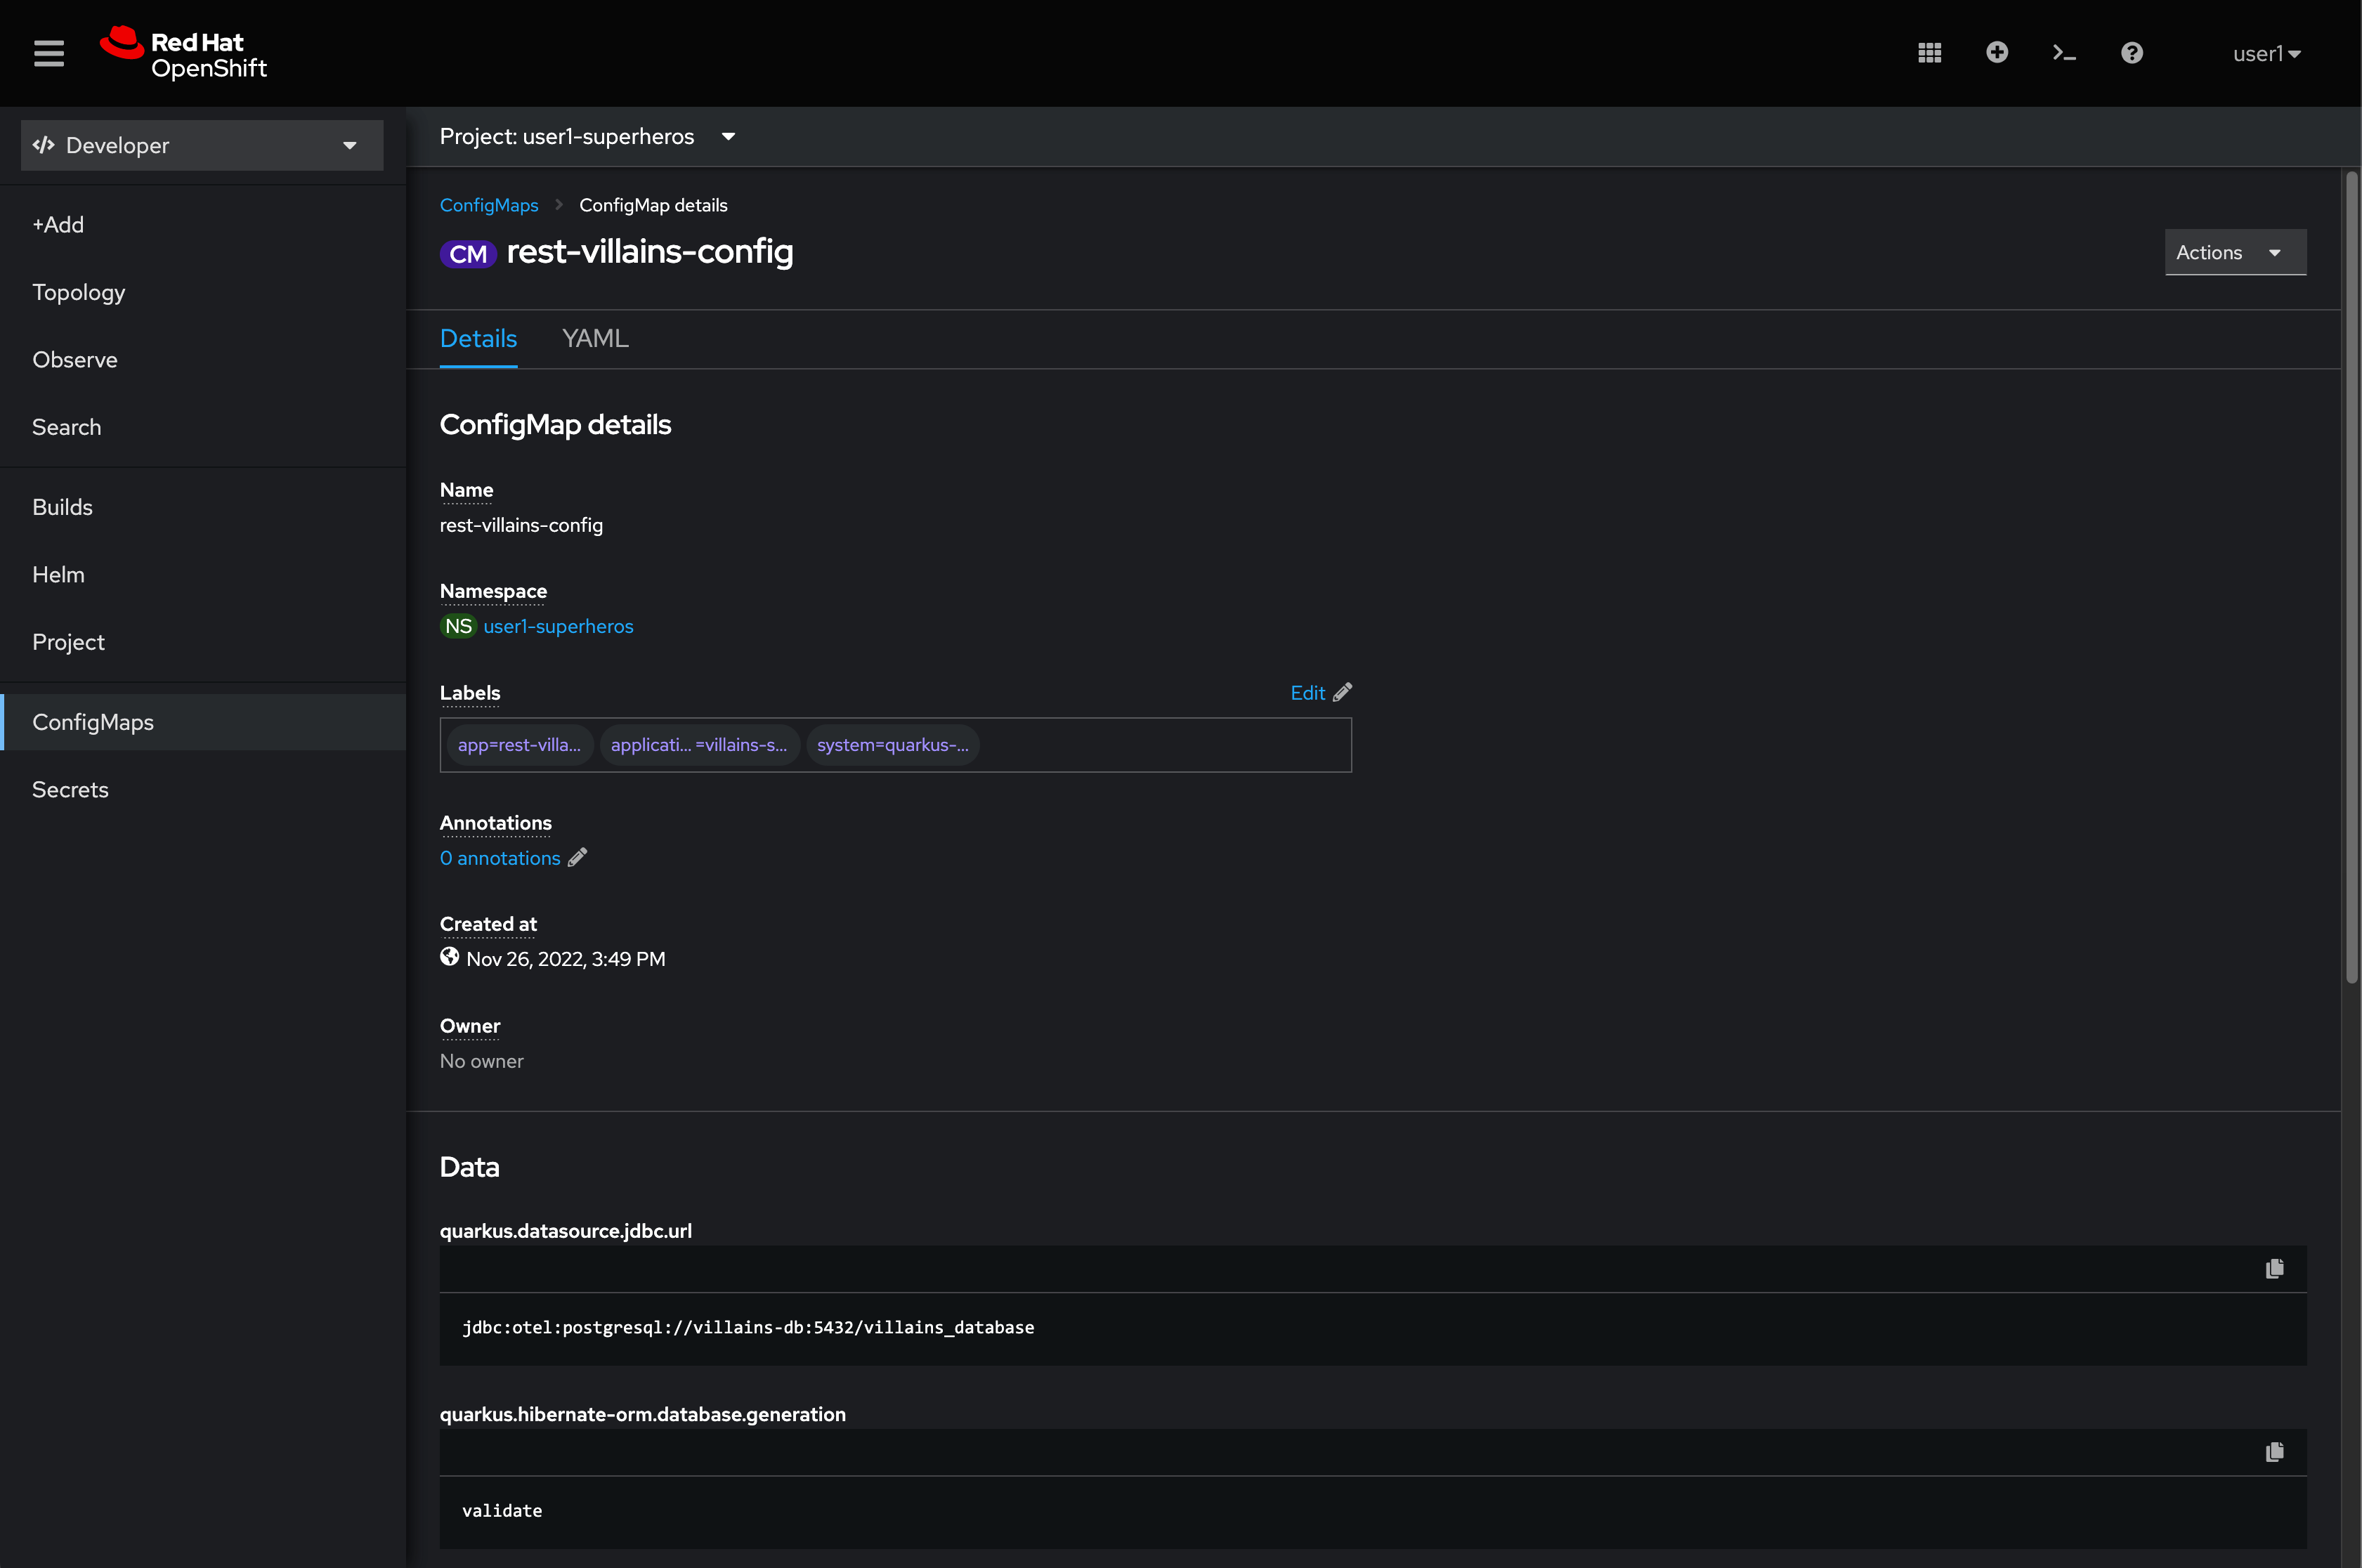 Red Hat
OpenShift
user1
Developer
Project: user1-superheros
+Add
Topology
Observe
Search
Builds
Helm
Project
ConfigMaps
Secrets
ConfigMaps > ConfigMap details
CM rest-villains-config
Actions
Details YAML
ConfigMap details
Name
rest-villains-config
Namespace
NS user1-superheros
Labels Edit
app=rest-villa... applicati... =villains-s... system=quarkus-...
Annotations
0 annotations
Created at
Nov 26, 2022, 3:49 PM
Owner
No owner
Data
quarkus.datasource.jdbc.url
jdbc:otel:postgresql://villains-db:5432/villains_database
quarkus.hibernate-orm.database.generation
validate